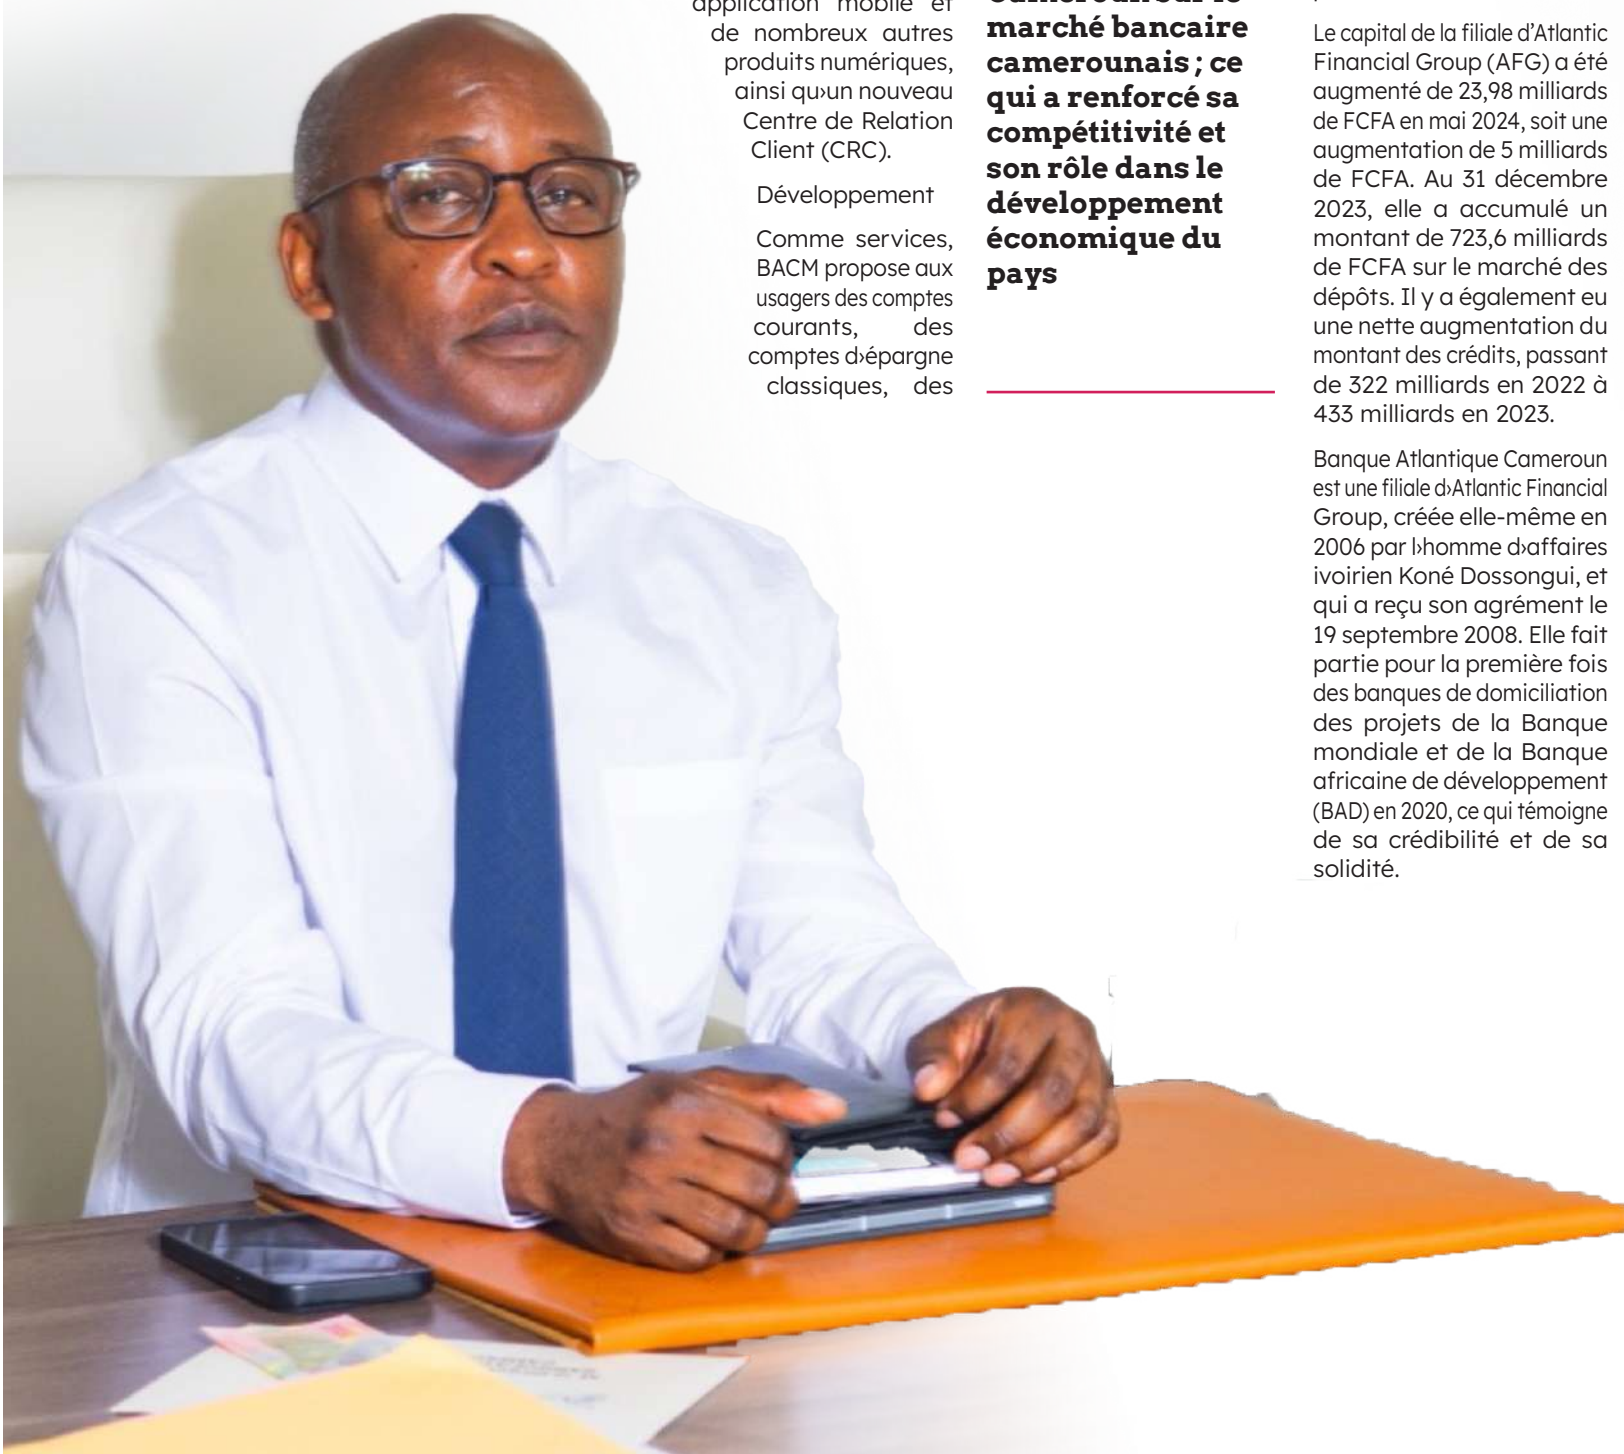 application mobile et
de nombreux autres
produits numériques,
ainsi qu›un nouveau
Centre de Relation
Client (CRC).
Développement
Comme services,
BACM propose aux
usagers des comptes
courants, des
comptes d›épargne
classiques, des
Cameroun sur le
marché bancaire
camerounais ; ce
qui a renforcé sa
compétitivité et
son rôle dans le
développement
économique du
pays
Le capital de la filiale d’Atlantic
Financial Group (AFG) a été
augmenté de 23,98 milliards
de FCFA en mai 2024, soit une
augmentation de 5 milliards
de FCFA. Au 31 décembre
2023, elle a accumulé un
montant de 723,6 milliards
de FCFA sur le marché des
dépôts. Il y a également eu
une nette augmentation du
montant des crédits, passant
de 322 milliards en 2022 à
433 milliards en 2023.
Banque Atlantique Cameroun
est une filiale d›Atlantic Financial
Group, créée elle-même en
2006 par l›homme d›affaires
ivoirien Koné Dossongui, et
qui a reçu son agrément le
19 septembre 2008. Elle fait
partie pour la première fois
des banques de domiciliation
des projets de la Banque
mondiale et de la Banque
africaine de développement
(BAD) en 2020, ce qui témoigne
de sa crédibilité et de sa
solidité.